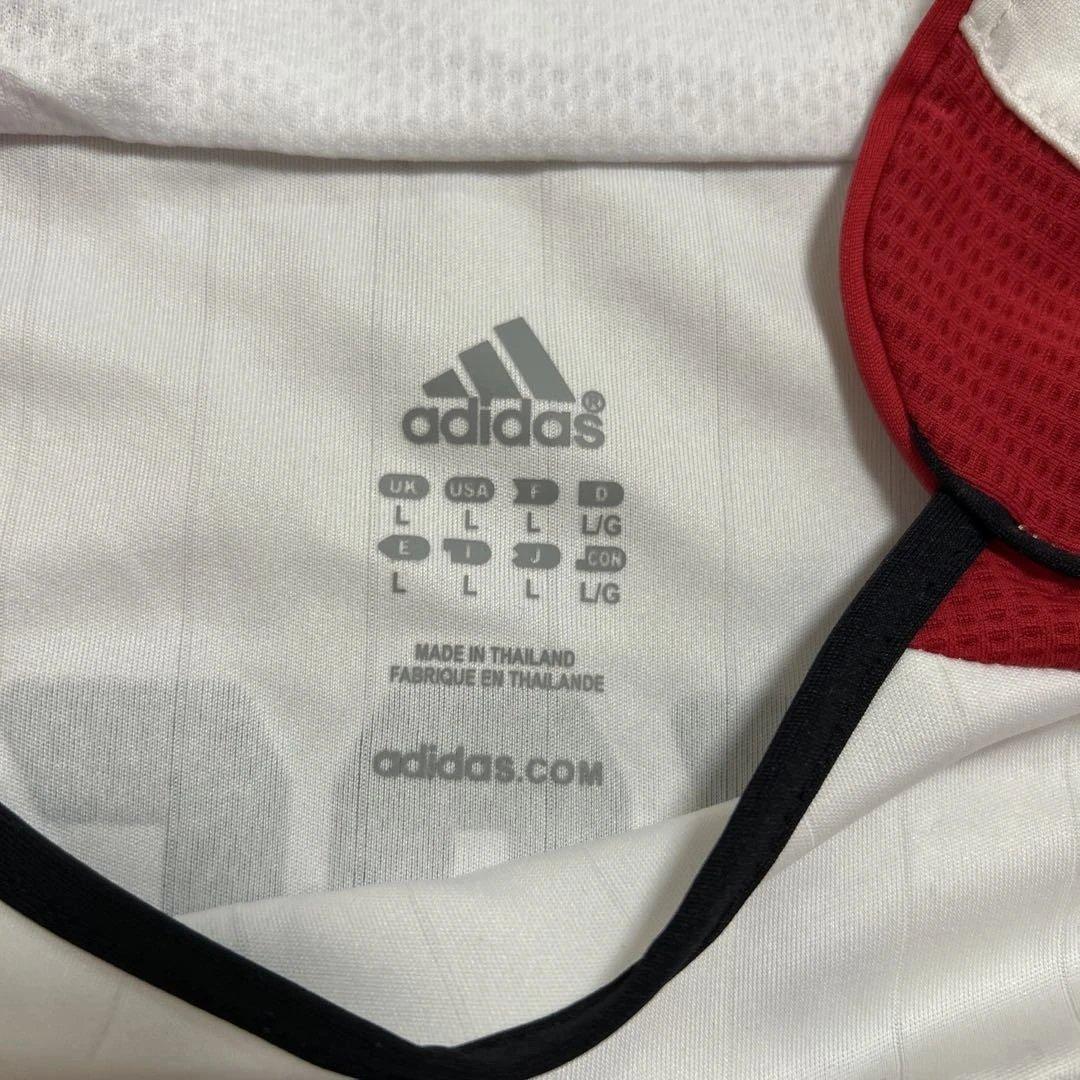 adidas®
UK USA F D
L L L L/G
E I J CON
L L L L/G
MADE IN THAILAND
FABRIQUE EN THAILANDE
adidas.COM